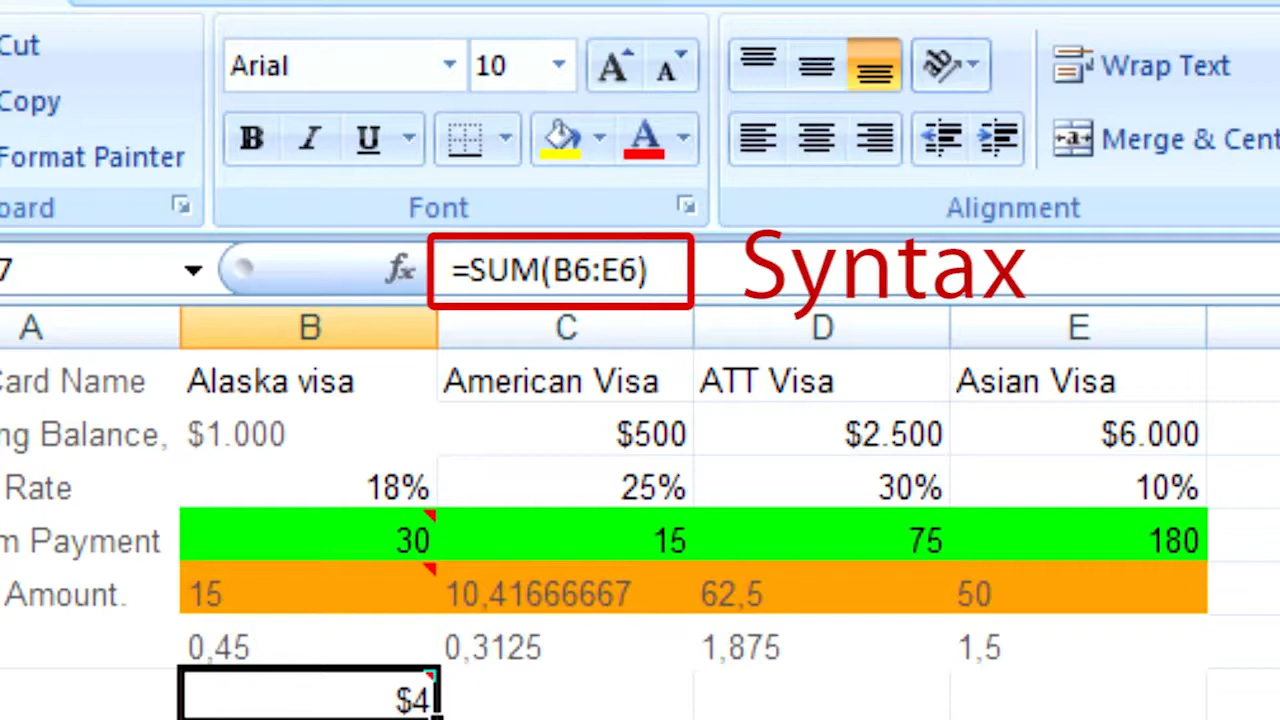 Cut
Arial 10 A A Wrap Text
Copy
B I U A Merge & Cent
Format Painter
oard Font Alignment
7 fx =SUM(B6:E6) Syntax
A B C D E
Card Name Alaska visa American Visa ATT Visa Asian Visa
ng Balance, $1.000 $500 $2.500 $6.000
Rate 18% 25% 30% 10%
m Payment 30 15 75 180
Amount. 15 10,41666667 62,5 50
0,45 0,3125 1,875 1,5
$4